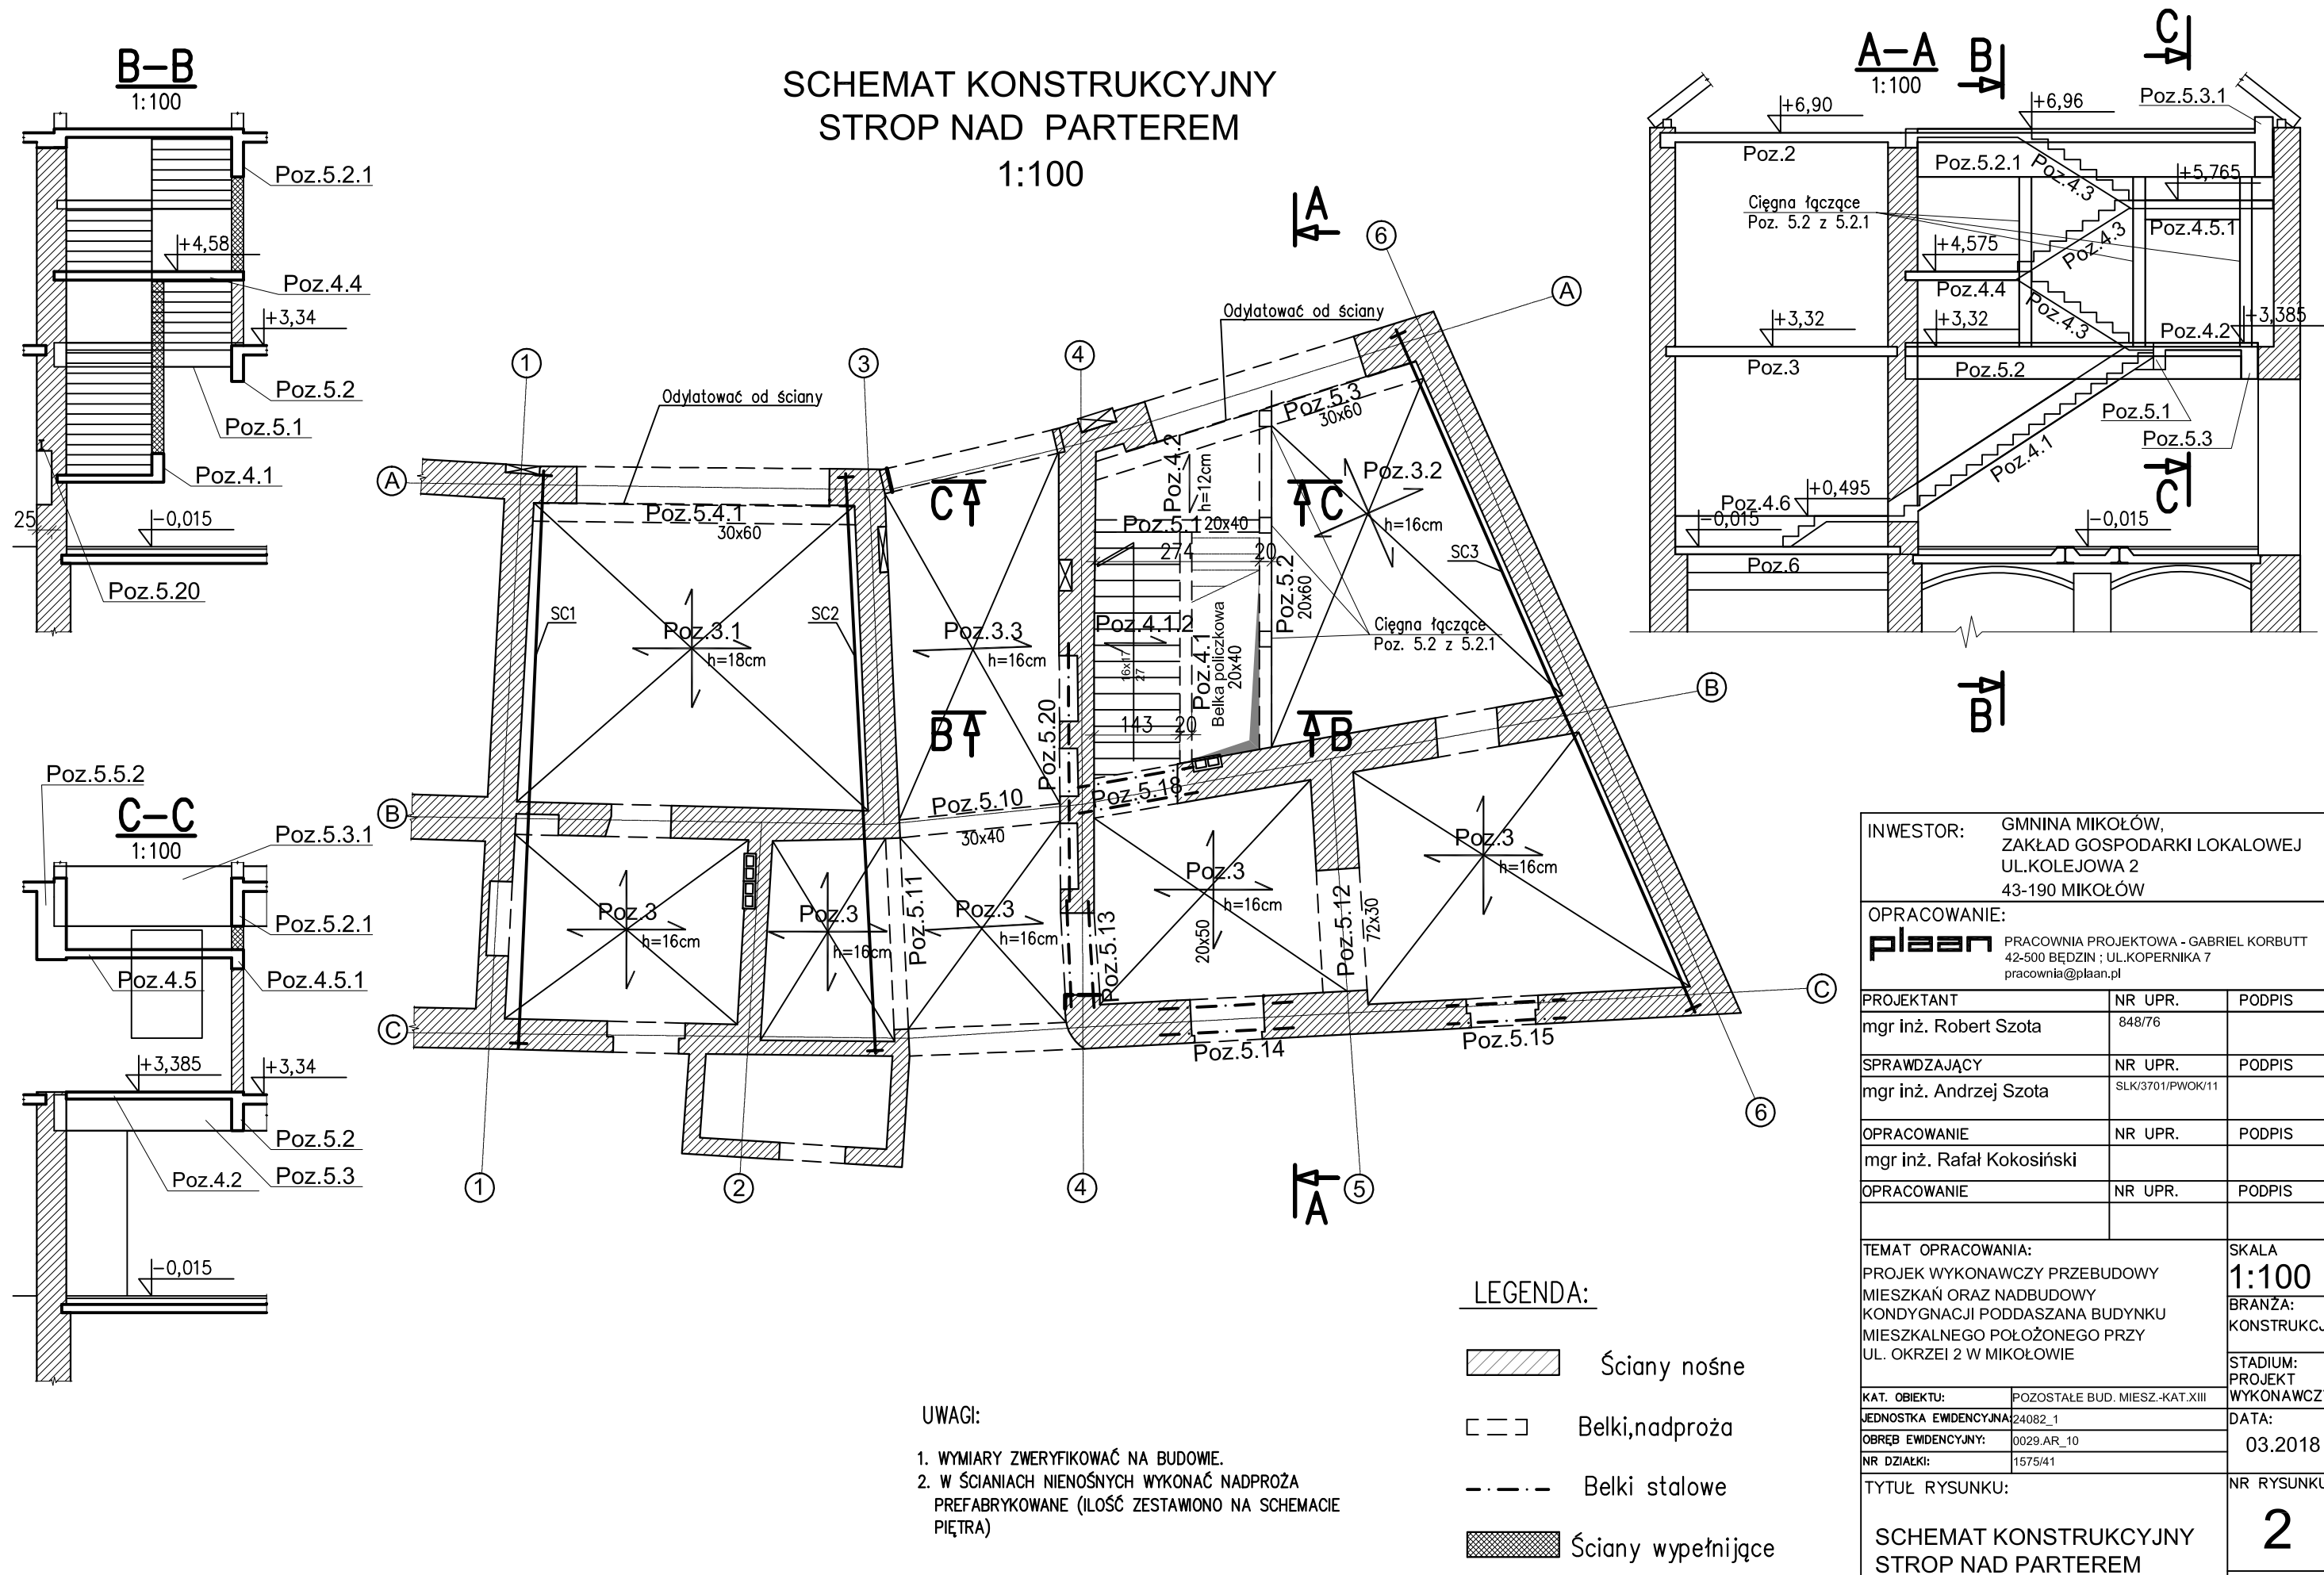 B-B
1:100
Poz.5.2.1
+4,58
Poz.4.4
+3,34
Poz.5.2
Poz.5.1
Poz.4.1
25
-0,015
Poz.5.20
Poz.5.5.2
C-C
1:100
Poz.5.3.1
Poz.5.2.1
Poz.4.5
Poz.4.5.1
+3,385
+3,34
Poz.5.2
Poz.4.2
Poz.5.3
-0,015
SCHEMAT KONSTRUKCYJNY
STROP NAD PARTEREM
1:100
A
6
A
Odylatować od ściany
1
3
4
Odylatować od ściany
Poz.5.3
30x60
A
Poz.5.4.1
30x60
C
Poz.4.2
h=12cm
C
Poz.3.2
h=16cm
Poz.5.1
20x40
274
20
Poz.5.2
20x60
SC3
SC1
SC2
Poz.3.1
h=18cm
Poz.3.3
h=16cm
Poz.4.1.2
16x17
27
Poz.4.1
Belka policzkowa
20x40
Cięgna łączące
Poz. 5.2 z 5.2.1
B
B
B
143
20
Poz.5.20
B
Poz.5.10
30x40
Poz.5.18
Poz.3
h=16cm
Poz.3
h=16cm
Poz.5.11
Poz.3
h=16cm
Poz.5.13
Poz.3
h=16cm
20x50
Poz.5.12
72x30
Poz.3
h=16cm
C
C
Poz.5.14
Poz.5.15
6
1
2
4
A
5
A-A
1:100
B
C
Poz.5.3.1
+6,90
+6,96
Poz.2
Poz.5.2.1
Poz.4.3
+5,765
Cięgna łączące
Poz. 5.2 z 5.2.1
Poz.4.5.1
Poz.4.3
+4,575
Poz.4.4
Poz.4.3
+3,32
+3,32
Poz.4.2
+3,385
Poz.3
Poz.5.2
Poz.5.1
Poz.5.3
Poz.4.1
C
Poz.4.6
+0,495
-0,015
-0,015
Poz.6
B
LEGENDA:
Ściany nośne
Belki,nadproża
Belki stalowe
Ściany wypełnijące
UWAGI:
1. WYMIARY ZWERYFIKOWAĆ NA BUDOWIE.
2. W ŚCIANIACH NIENOŚNYCH WYKONAĆ NADPROŻA
PREFABRYKOWANE (ILOŚĆ ZESTAWIONO NA SCHEMACIE
PIĘTRA)
INWESTOR:
GMNINA MIKOŁÓW,
ZAKŁAD GOSPODARKI LOKALOWEJ
UL.KOLEJOWA 2
43-190 MIKOŁÓW
OPRACOWANIE:
plaan
PRACOWNIA PROJEKTOWA - GABRIEL KORBUTT
42-500 BĘDZIN ; UL.KOPERNIKA 7
pracownia@plaan.pl
PROJEKTANT NR UPR. PODPIS
mgr inż. Robert Szota 848/76
SPRAWDZAJĄCY NR UPR. PODPIS
mgr inż. Andrzej Szota SLK/3701/PWOK/11
OPRACOWANIE NR UPR. PODPIS
mgr inż. Rafał Kokosiński
OPRACOWANIE NR UPR. PODPIS
TEMAT OPRACOWANIA:
PROJEK WYKONAWCZY PRZEBUDOWY
MIESZKAŃ ORAZ NADBUDOWY
KONDYGNACJI PODDASZANA BUDYNKU
MIESZKALNEGO POŁOŻONEGO PRZY
UL. OKRZEI 2 W MIKOŁOWIE
SKALA
1:100
BRANŻA:
KONSTRUKCJ
STADIUM:
PROJEKT
WYKONAWCZ
KAT. OBIEKTU: POZOSTAŁE BUD. MIESZ.-KAT.XIII
JEDNOSTKA EWIDENCYJNA: 24082_1
OBRĘB EWIDENCYJNY: 0029.AR_10
NR DZIAŁKI: 1575/41
DATA:
03.2018
TYTUŁ RYSUNKU:
SCHEMAT KONSTRUKCYJNY
STROP NAD PARTEREM
NR RYSUNKU
2